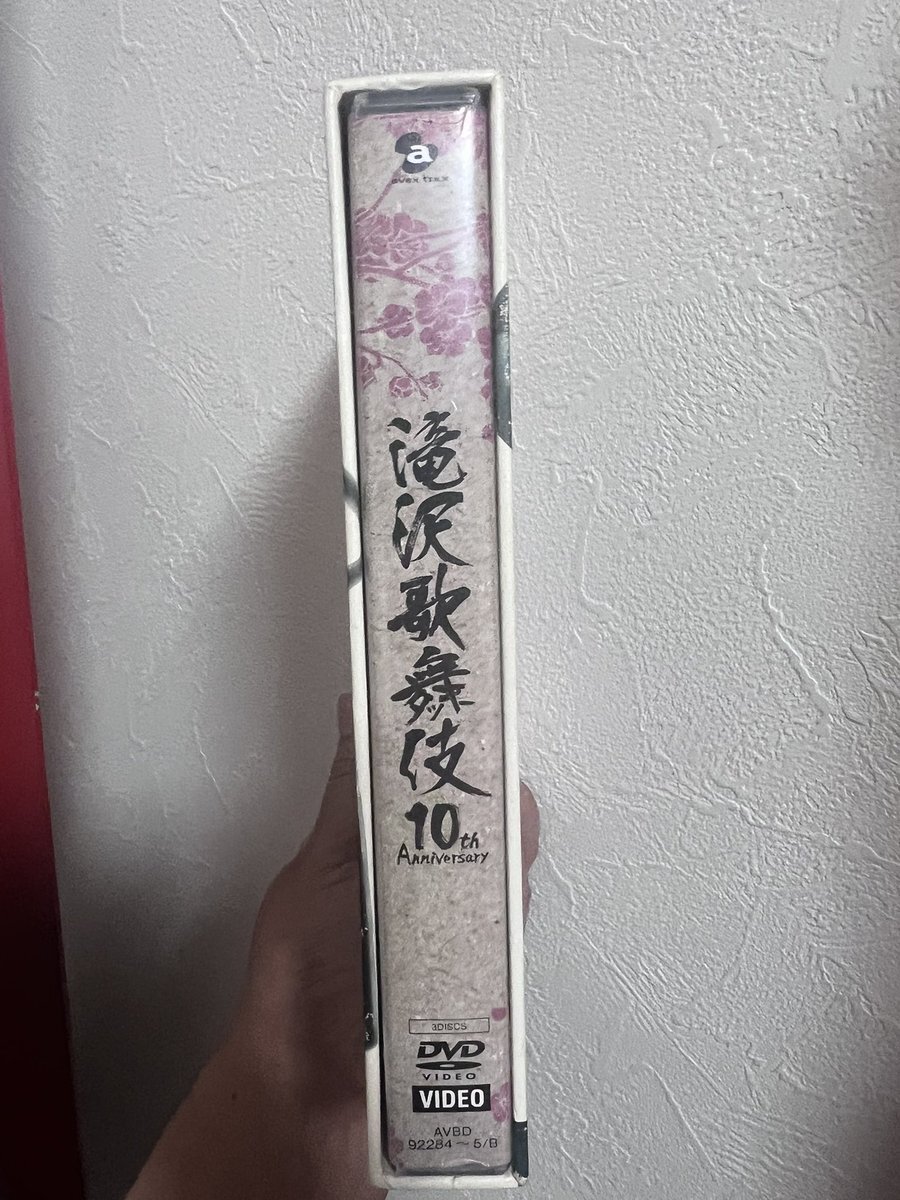 a
avex trax
滝沢歌舞伎
10th
Anniversary
3DISCS
DVD
VIDEO
VIDEO
AVBD
92284~5/B